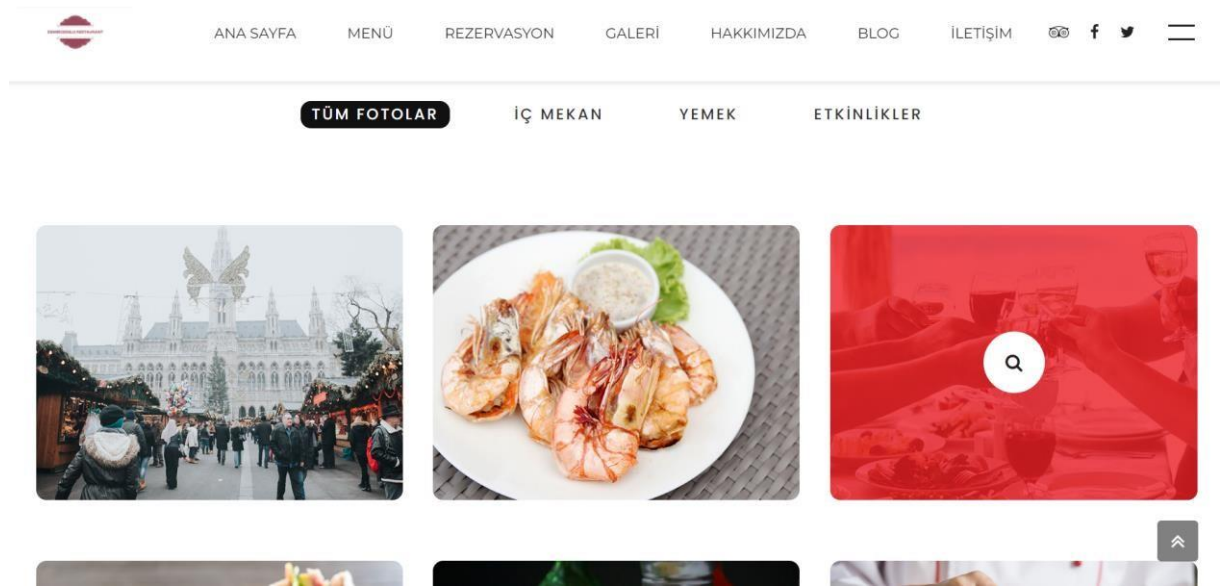 ANA SAYFA MENÜ REZERVASYON GALERİ HAKKIMIZDA BLOG İLETİŞİM
TÜM FOTOLAR İÇ MEKAN YEMEK ETKİNLİKLER